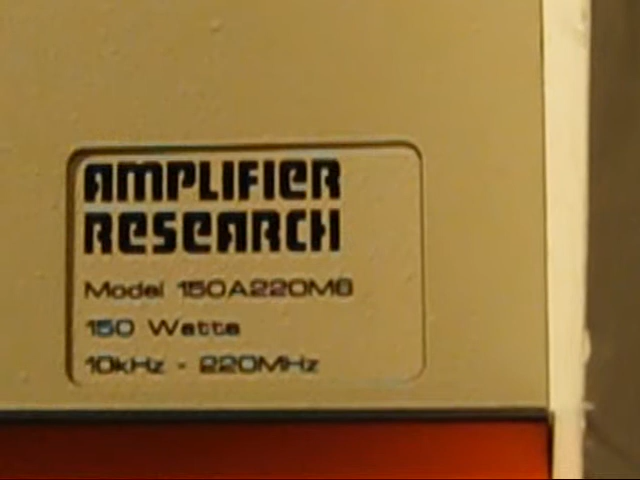 AMPLIFIER
RESEARCH
Model 150A220M6
150 Watts
10kHz - 220MHz